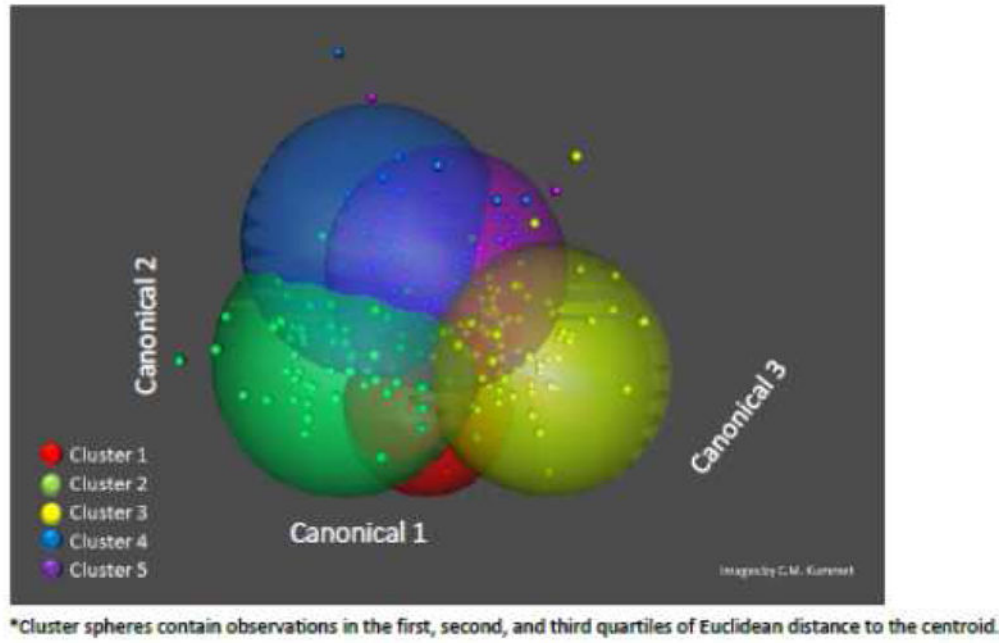 Canonical 2
Canonical 3
Cluster 1
Cluster 2
Cluster 3
Cluster 4
Cluster 5
Canonical 1
Images by C.M. Kummet
*Cluster spheres contain observations in the first, second, and third quartiles of Euclidean distance to the centroid